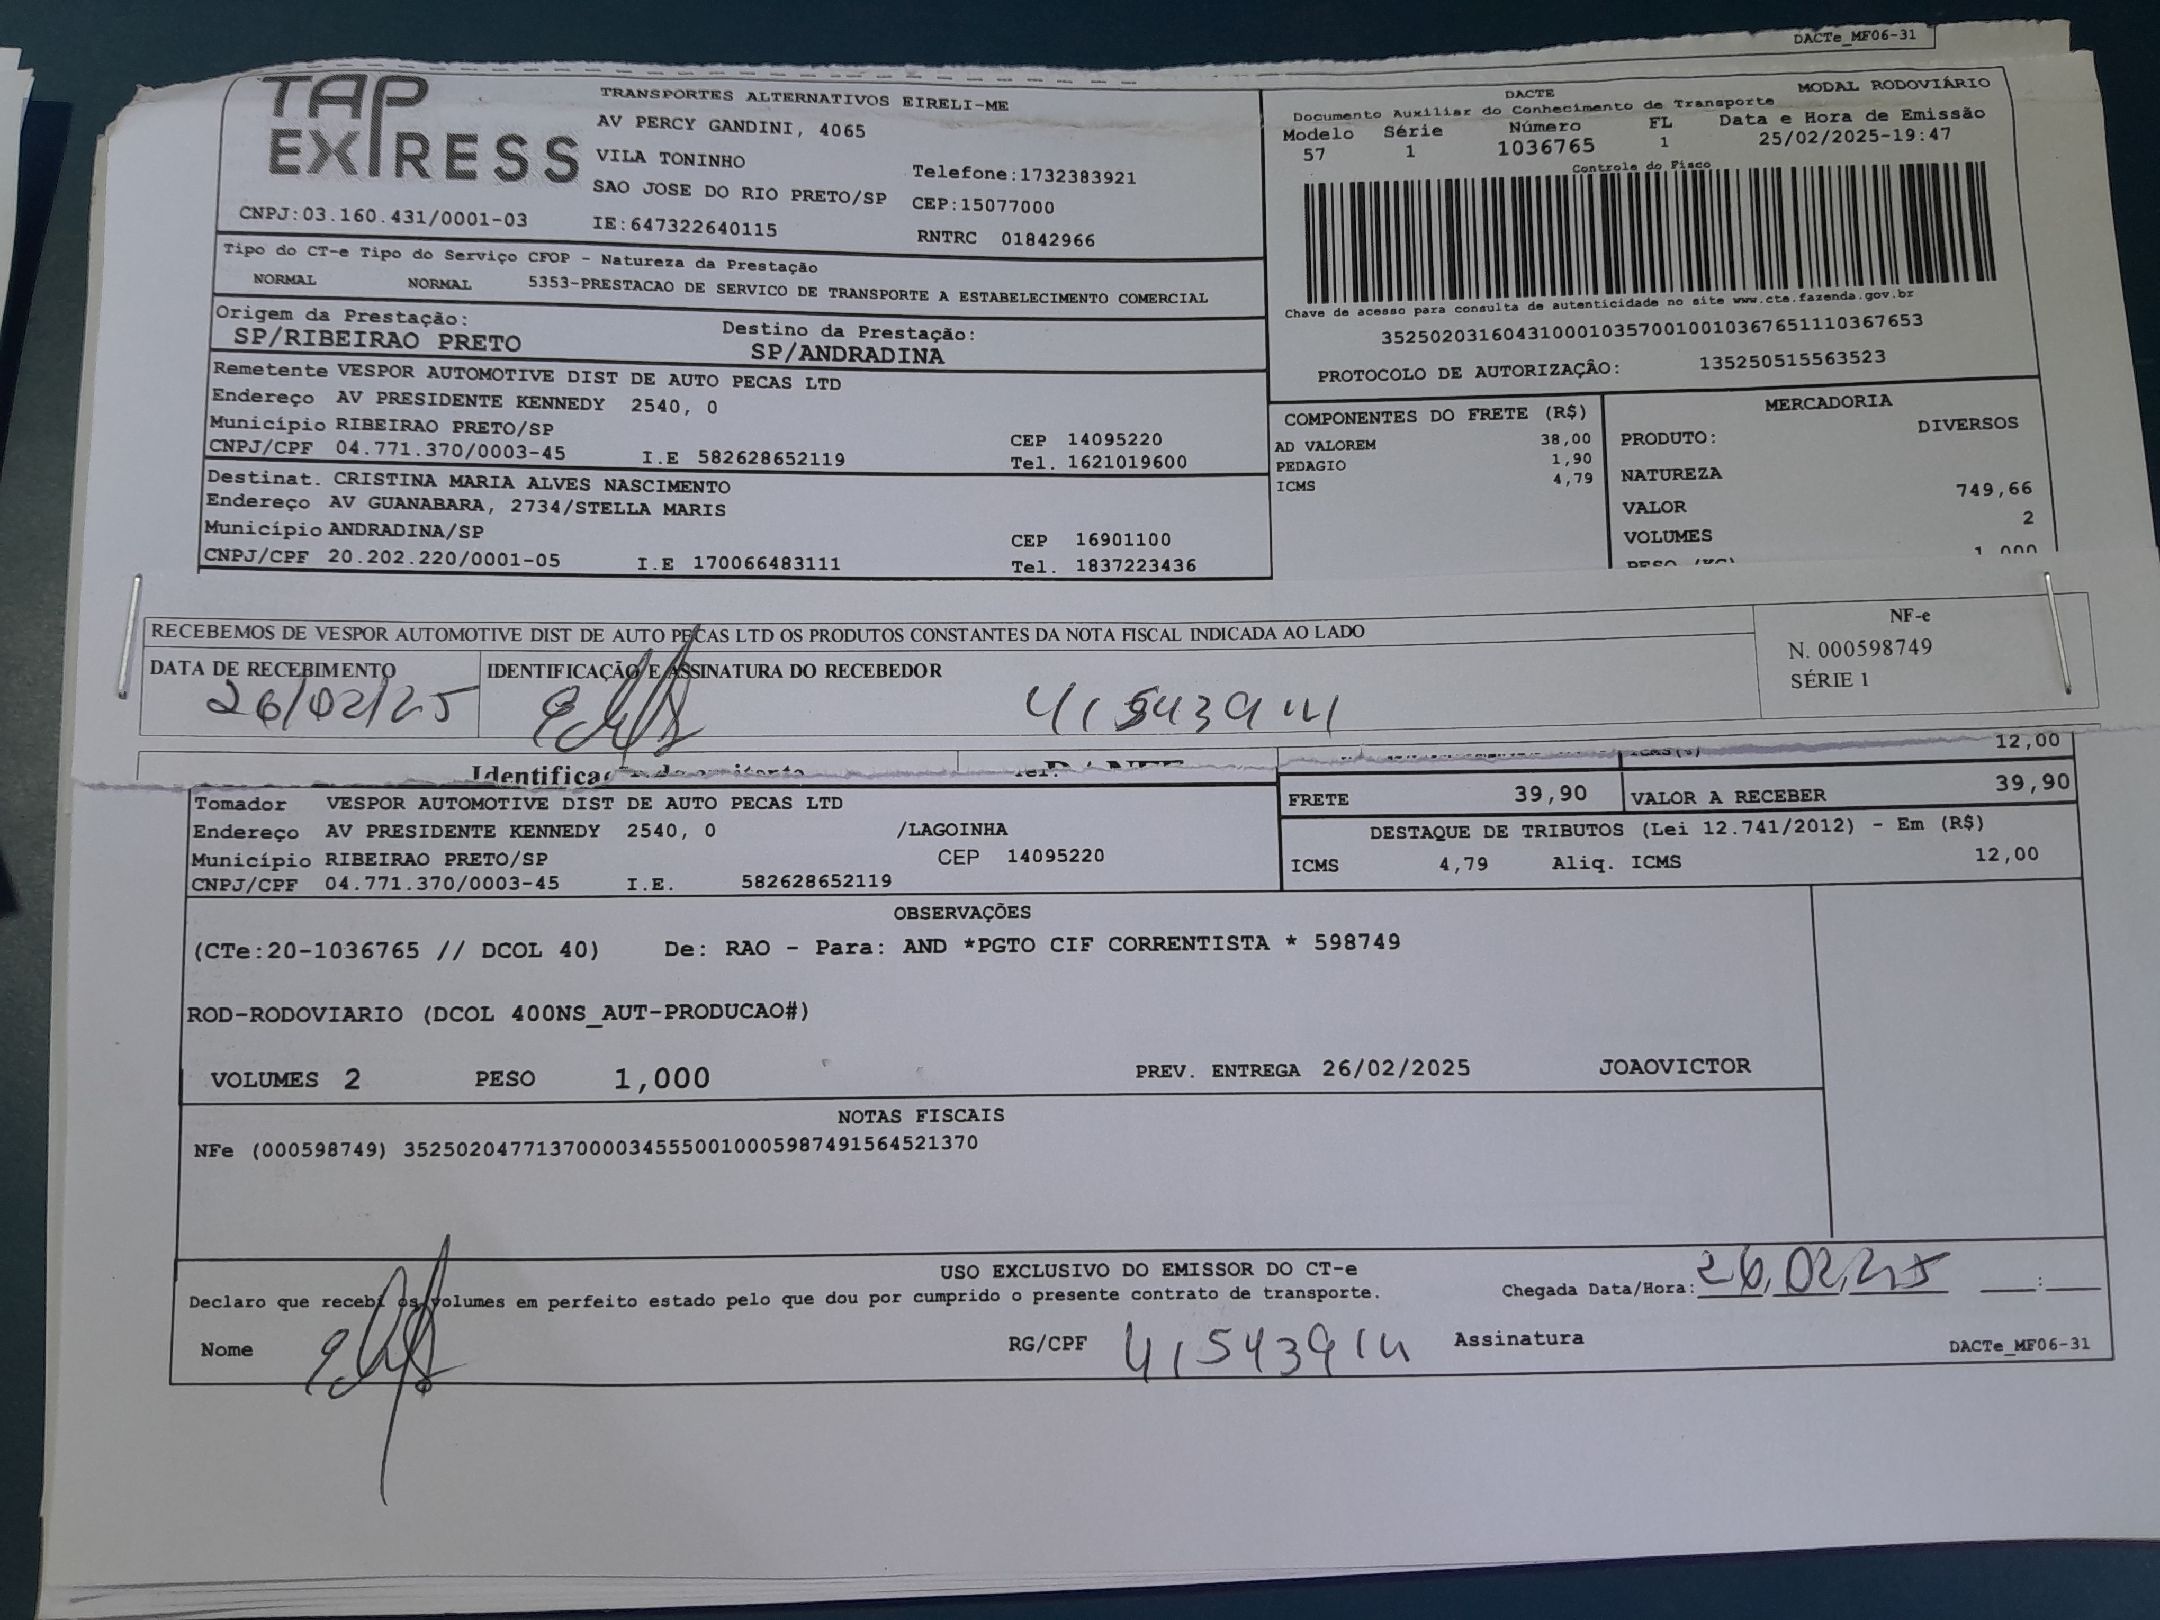 DACTe_MF06-31
TAP EXPRESS
TRANSPORTES ALTERNATIVOS EIRELI-ME
AV PERCY GANDINI, 4065
VILA TONINHO
Telefone:1732383921
SAO JOSE DO RIO PRETO/SP CEP:15077000
CNPJ:03.160.431/0001-03 IE:647322640115 RNTRC 01842966
DACTE MODAL RODOVIÁRIO
Documento Auxiliar do Conhecimento de Transporte
Modelo Série Número FL Data e Hora de Emissão
57 1 1036765 1 25/02/2025-19:47
Controle do Fisco
Chave de acesso para consulta de autenticidade no site www.cte.fazenda.gov.br
35250203160431000103570010010367651110367653
PROTOCOLO DE AUTORIZAÇÃO: 135250515563523
Tipo do CT-e Tipo do Serviço CFOP - Natureza da Prestação
NORMAL NORMAL 5353-PRESTACAO DE SERVICO DE TRANSPORTE A ESTABELECIMENTO COMERCIAL
Origem da Prestação: Destino da Prestação:
SP/RIBEIRAO PRETO SP/ANDRADINA
Remetente VESPOR AUTOMOTIVE DIST DE AUTO PECAS LTD
Endereço AV PRESIDENTE KENNEDY 2540, 0
Município RIBEIRAO PRETO/SP CEP 14095220
CNPJ/CPF 04.771.370/0003-45 I.E 582628652119 Tel. 1621019600
Destinat. CRISTINA MARIA ALVES NASCIMENTO
Endereço AV GUANABARA, 2734/STELLA MARIS
Município ANDRADINA/SP CEP 16901100
CNPJ/CPF 20.202.220/0001-05 I.E 170066483111 Tel. 1837223436
COMPONENTES DO FRETE (R$)
AD VALOREM 38,00
PEDAGIO 1,90
ICMS 4,79
MERCADORIA
PRODUTO: DIVERSOS
NATUREZA
VALOR 749,66
VOLUMES 2
PESO (KG) 1,000
RECEBEMOS DE VESPOR AUTOMOTIVE DIST DE AUTO PECAS LTD OS PRODUTOS CONSTANTES DA NOTA FISCAL INDICADA AO LADO
DATA DE RECEBIMENTO IDENTIFICAÇÃO E ASSINATURA DO RECEBEDOR
26/02/25
NF-e
N. 000598749
SÉRIE 1
12,00
Tomador VESPOR AUTOMOTIVE DIST DE AUTO PECAS LTD
Endereço AV PRESIDENTE KENNEDY 2540, 0 /LAGOINHA
Município RIBEIRAO PRETO/SP CEP 14095220
CNPJ/CPF 04.771.370/0003-45 I.E. 582628652119
FRETE 39,90 VALOR A RECEBER 39,90
DESTAQUE DE TRIBUTOS (Lei 12.741/2012) - Em (R$)
ICMS 4,79 Aliq. ICMS 12,00
OBSERVAÇÕES
(CTe:20-1036765 // DCOL 40) De: RAO - Para: AND *PGTO CIF CORRENTISTA * 598749
ROD-RODOVIARIO (DCOL 400NS_AUT-PRODUCAO#)
VOLUMES 2 PESO 1,000 PREV. ENTREGA 26/02/2025 JOAOVICTOR
NOTAS FISCAIS
NFe (000598749) 35250204771370000345550010005987491564521370
USO EXCLUSIVO DO EMISSOR DO CT-e
Declaro que recebi os volumes em perfeito estado pelo que dou por cumprido o presente contrato de transporte. Chegada Data/Hora: 26,02,25
Nome RG/CPF 41543914 Assinatura DACTe_MF06-31